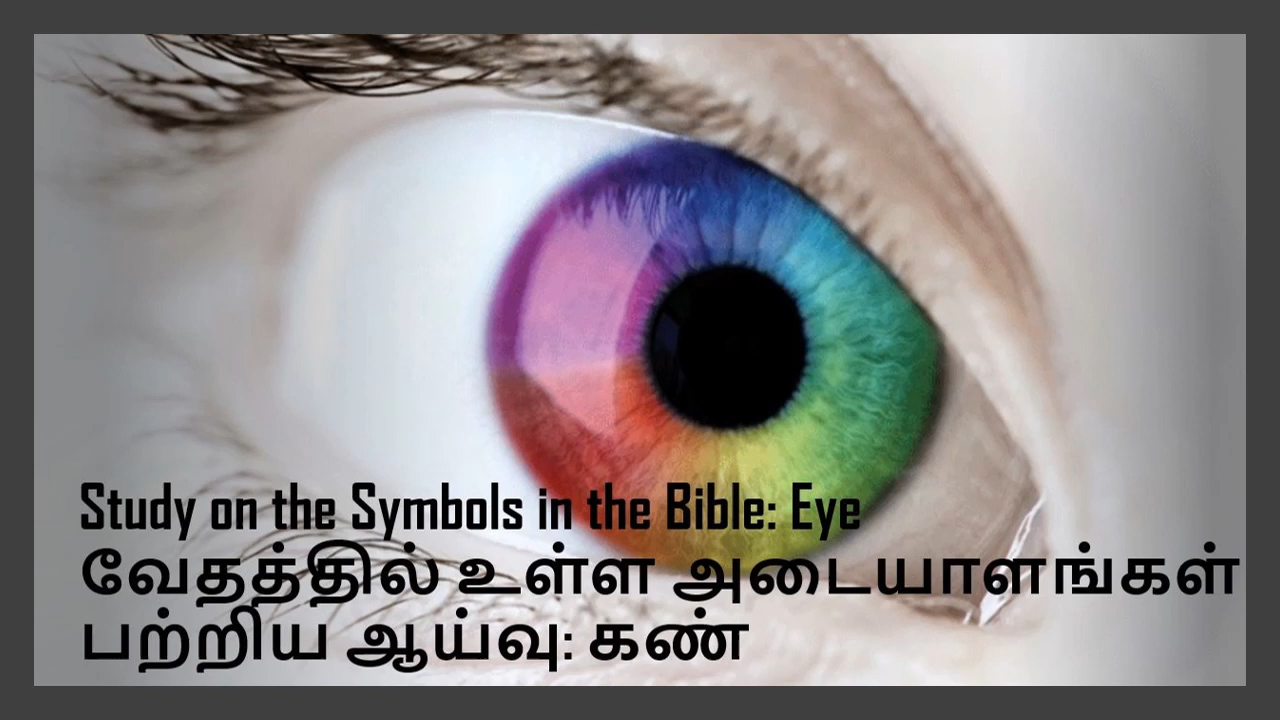 Study on the Symbols in the Bible: Eye
வேதத்தில் உள்ள அடையாளங்கள்
பற்றிய ஆய்வு: கண்